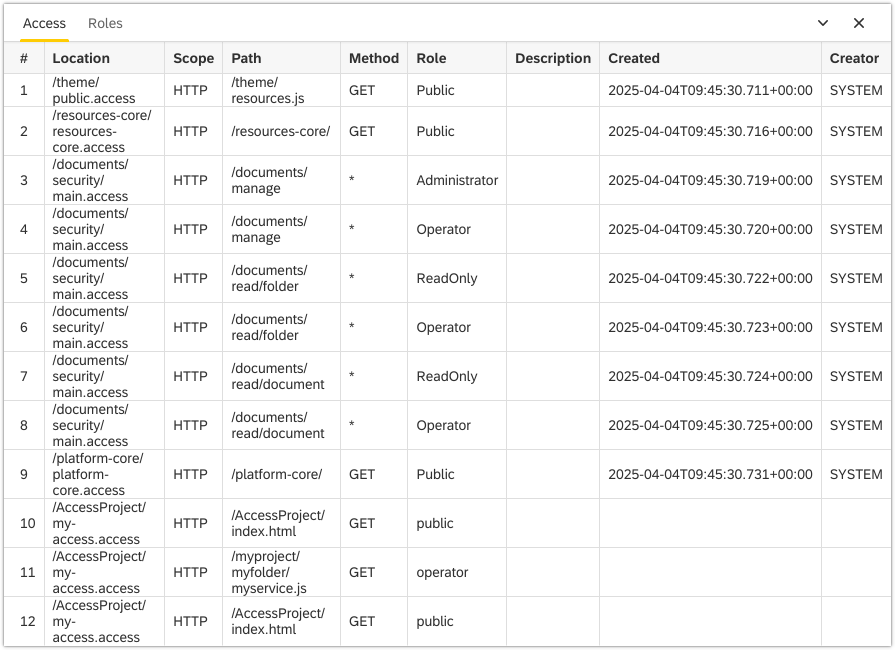 Access Roles
# Location Scope Path Method Role Description Created Creator
1 /theme/ public.access HTTP /theme/ resources.js GET Public 2025-04-04T09:45:30.711+00:00 SYSTEM
2 /resources-core/ resources- core.access HTTP /resources-core/ GET Public 2025-04-04T09:45:30.716+00:00 SYSTEM
3 /documents/ security/ main.access HTTP /documents/ manage * Administrator 2025-04-04T09:45:30.719+00:00 SYSTEM
4 /documents/ security/ main.access HTTP /documents/ manage * Operator 2025-04-04T09:45:30.720+00:00 SYSTEM
5 /documents/ security/ main.access HTTP /documents/ read/folder * ReadOnly 2025-04-04T09:45:30.722+00:00 SYSTEM
6 /documents/ security/ main.access HTTP /documents/ read/folder * Operator 2025-04-04T09:45:30.723+00:00 SYSTEM
7 /documents/ security/ main.access HTTP /documents/ read/document * ReadOnly 2025-04-04T09:45:30.724+00:00 SYSTEM
8 /documents/ security/ main.access HTTP /documents/ read/document * Operator 2025-04-04T09:45:30.725+00:00 SYSTEM
9 /platform-core/ platform- core.access HTTP /platform-core/ GET Public 2025-04-04T09:45:30.731+00:00 SYSTEM
10 /AccessProject/ my- access.access HTTP /AccessProject/ index.html GET public
11 /AccessProject/ my- access.access HTTP /myproject/ myfolder/ myservice.js GET operator
12 /AccessProject/ my- access.access HTTP /AccessProject/ index.html GET public